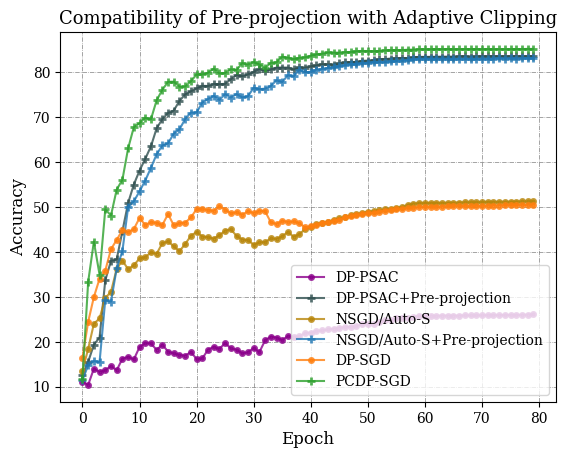 Compatibility of Pre-projection with Adaptive Clipping
Accuracy
80
70
60
50
40
30
20
10
DP-PSAC
DP-PSAC+Pre-projection
NSGD/Auto-S
NSGD/Auto-S+Pre-projection
DP-SGD
PCDP-SGD
0 10 20 30 40 50 60 70 80
Epoch